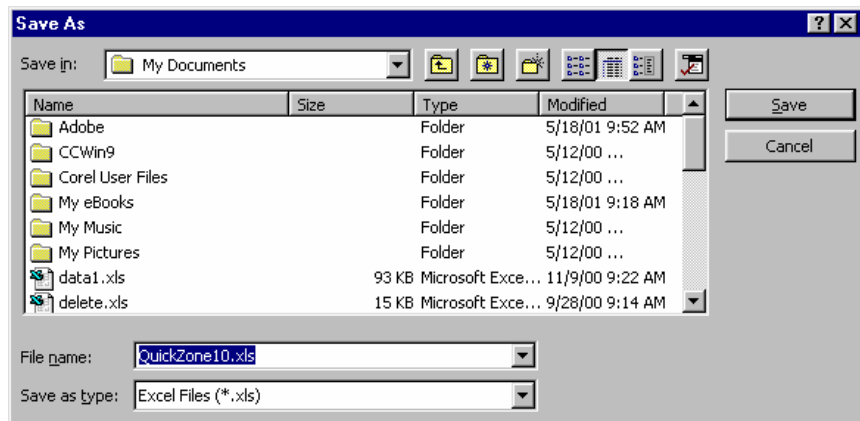 Save As
Save in: My Documents
Name Size Type Modified
Adobe Folder 5/18/01 9:52 AM
CCWin9 Folder 5/12/00 ...
Corel User Files Folder 5/12/00 ...
My eBooks Folder 5/18/01 9:18 AM
My Music Folder 5/12/00 ...
My Pictures Folder 5/12/00 ...
data1.xls 93 KB Microsoft Exce... 11/9/00 9:22 AM
delete.xls 15 KB Microsoft Exce... 9/28/00 9:14 AM
Save
Cancel
File name: QuickZone10.xls
Save as type: Excel Files (*.xls)